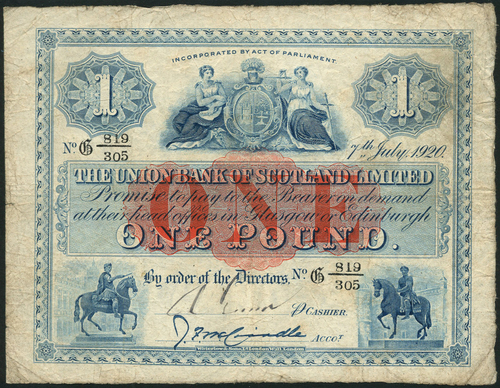 INCORPORATED BY ACT OF PARLIAMENT
1 1
No G 819/305
7th July, 1920.
THE UNION BANK OF SCOTLAND LIMITED
Promise to pay to the Bearer on demand
at their head offices in Glasgow or Edinburgh
ONE
ONE POUND.
By order of the Directors. No G 819/305
P CASHIER.
ACCOT.